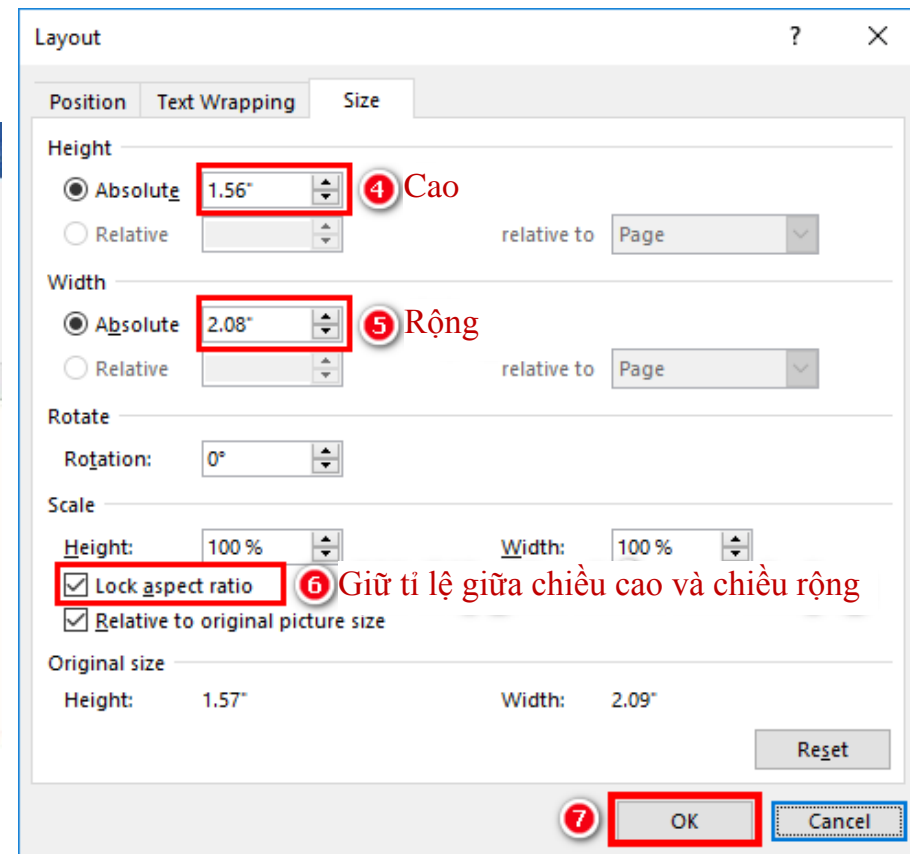 Layout ?
Position Text Wrapping Size
Height
Absolute 1.56" 4 Cao
Relative relative to Page
Width
Absolute 2.08" 5 Rộng
Relative relative to Page
Rotate
Rotation: 0°
Scale
Height: 100 % Width: 100 %
Lock aspect ratio 6 Giữ tỉ lệ giữa chiều cao và chiều rộng
Relative to original picture size
Original size
Height: 1.57" Width: 2.09"
Reset
7 OK Cancel